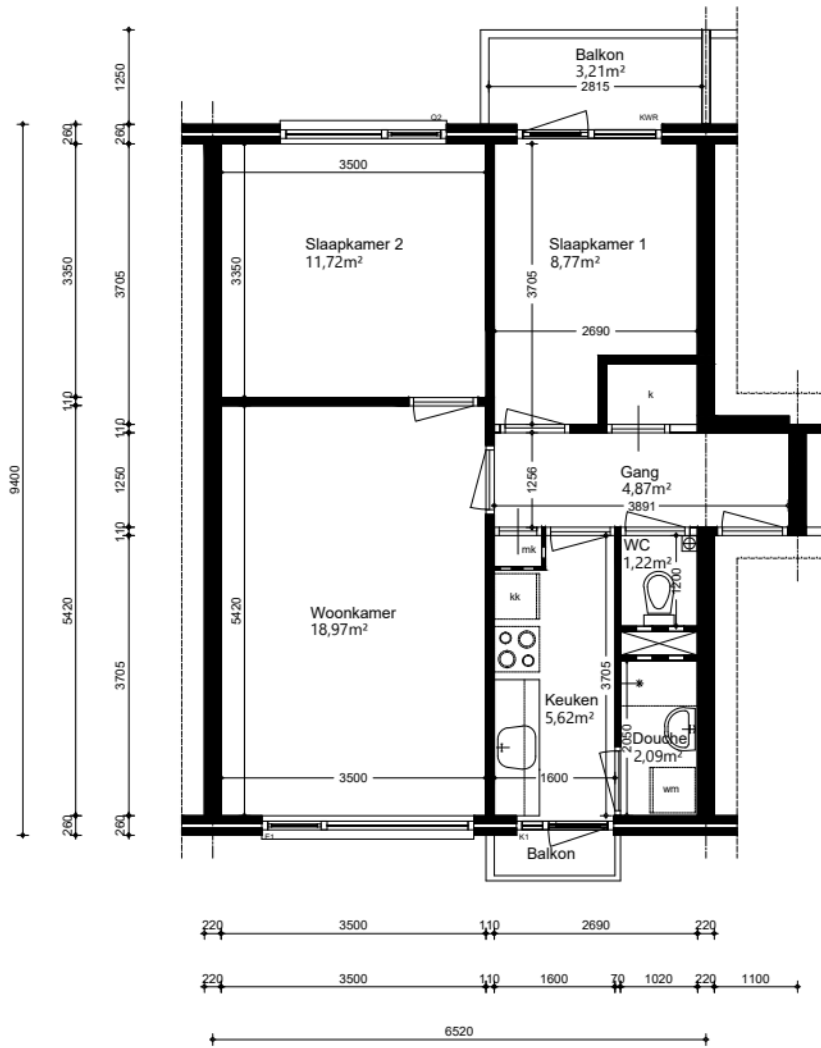 Balkon
3,21m²
2815
1250
260
260
O2
KWR
3500
Slaapkamer 2
11,72m²
Slaapkamer 1
8,77m²
3350
3705
3350
3705
2690
k
110
110
9400
1250
1256
Gang
4,87m²
3891
110
mk
WC
1,22m²
1200
kk
Woonkamer
18,97m²
5420
3705
5420
3705
Keuken
5,62m²
Douche
2,09m²
2050
3500
1600
wm
260
260
E1
K1
Balkon
220
3500
110
2690
220
220
3500
110
1600
70
1020
220
1100
6520